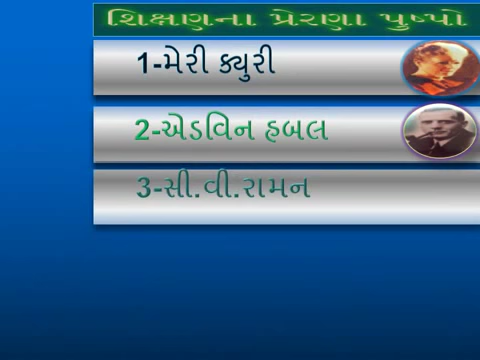 શિક્ષણના પ્રેરણા પુષ્પો
1-મેરી ક્યુરી
2-એડવિન હબલ
3-સી.વી.રામન